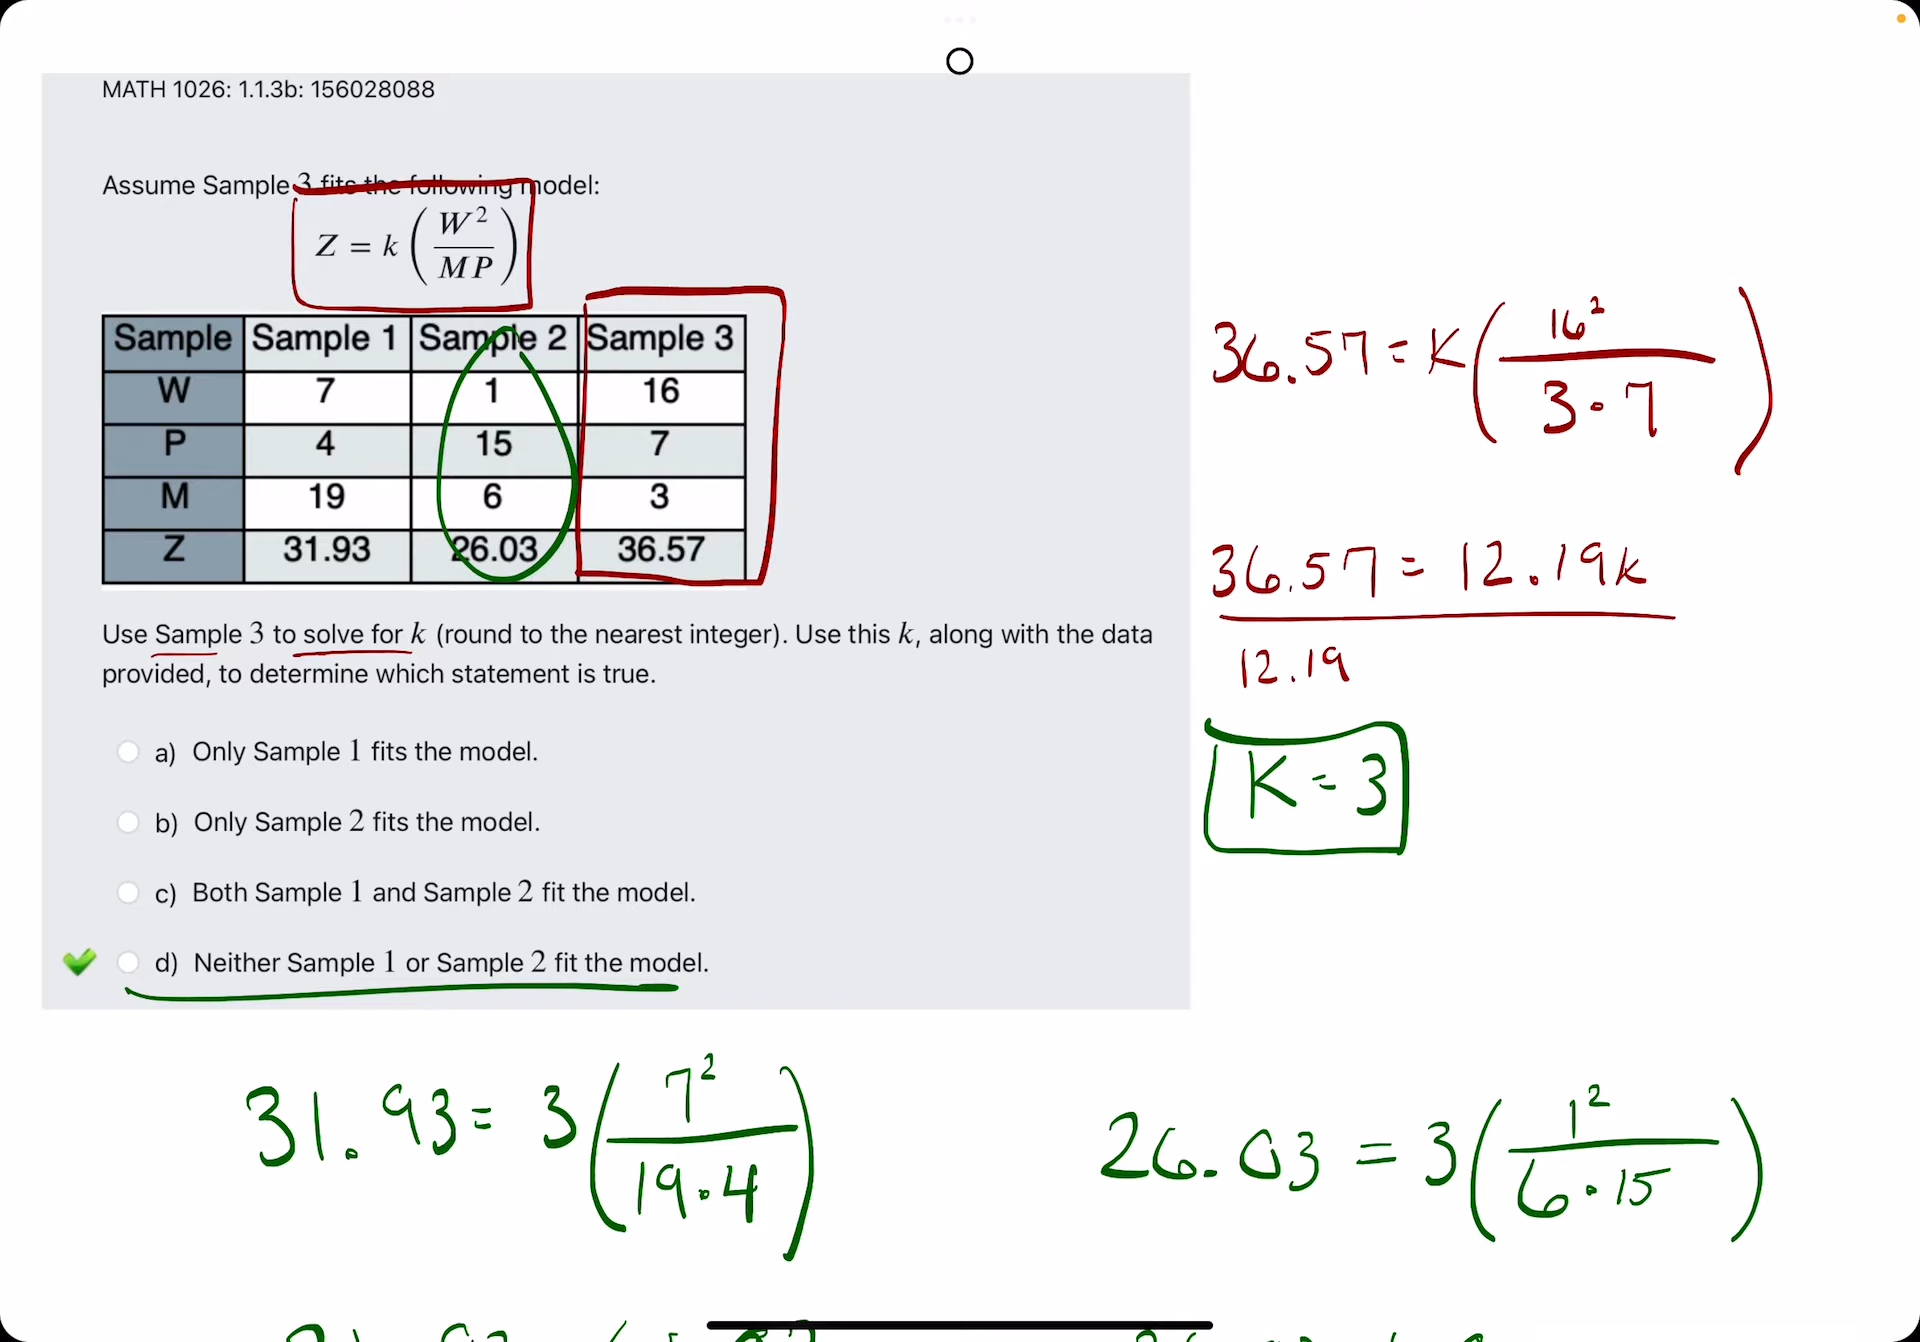 MATH 1026: 1.1.3b: 156028088
Assume Sample 3 fits the following model:
Z = k ( W² / MP )
Sample Sample 1 Sample 2 Sample 3
W 7 1 16
P 4 15 7
M 19 6 3
Z 31.93 26.03 36.57
Use Sample 3 to solve for k (round to the nearest integer). Use this k, along with the data
provided, to determine which statement is true.
a) Only Sample 1 fits the model.
b) Only Sample 2 fits the model.
c) Both Sample 1 and Sample 2 fit the model.
d) Neither Sample 1 or Sample 2 fit the model.
36.57 = K ( 16² / 3·7 )
36.57 = 12.19k
12.19
K = 3
31.93 = 3 ( 7² / 19·4 )
26.03 = 3 ( 1² / 6·15 )